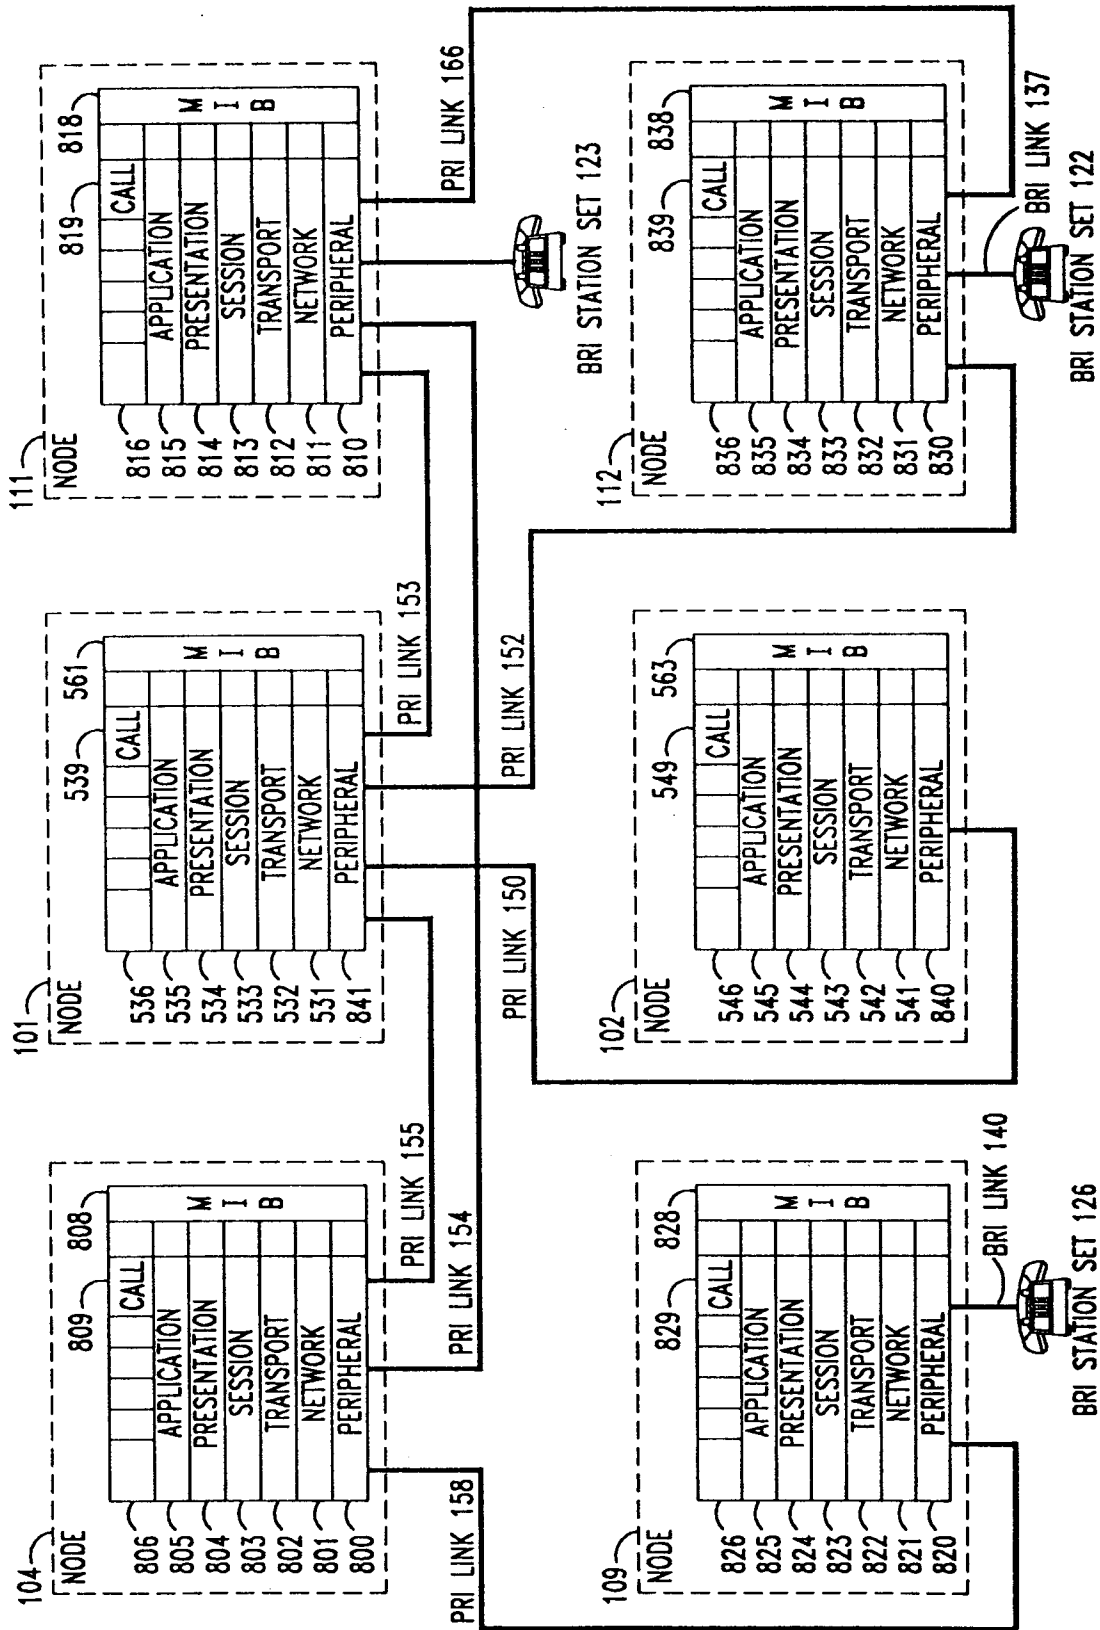 104
NODE
809
808
CALL
806
805
804
803
802
801
800
APPLICATION
PRESENTATION
SESSION
TRANSPORT
NETWORK
PERIPHERAL
M
I
B
101
NODE
539
561
CALL
536
535
534
533
532
531
841
APPLICATION
PRESENTATION
SESSION
TRANSPORT
NETWORK
PERIPHERAL
M
I
B
111
NODE
819
818
CALL
816
815
814
813
812
811
810
APPLICATION
PRESENTATION
SESSION
TRANSPORT
NETWORK
PERIPHERAL
M
I
B
PRI LINK 155
PRI LINK 153
PRI LINK 154
PRI LINK 158
PRI LINK 150
PRI LINK 152
PRI LINK 166
BRI STATION SET 123
109
NODE
829
828
CALL
826
825
824
823
822
821
820
APPLICATION
PRESENTATION
SESSION
TRANSPORT
NETWORK
PERIPHERAL
M
I
B
BRI LINK 140
BRI STATION SET 126
102
NODE
549
563
CALL
546
545
544
543
542
541
840
APPLICATION
PRESENTATION
SESSION
TRANSPORT
NETWORK
PERIPHERAL
M
I
B
112
NODE
839
838
CALL
836
835
834
833
832
831
830
APPLICATION
PRESENTATION
SESSION
TRANSPORT
NETWORK
PERIPHERAL
M
I
B
BRI LINK 137
BRI STATION SET 122